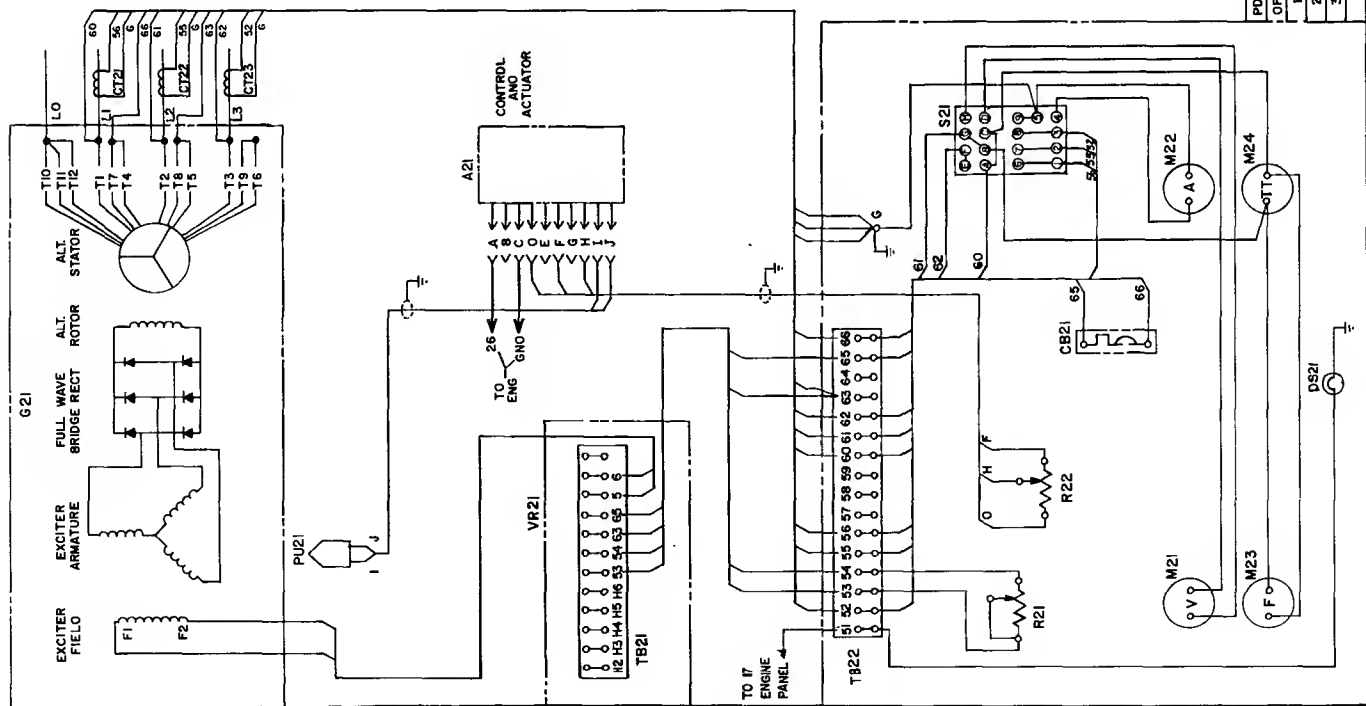 G21
EXCITER
FIELD
F1
F2
EXCITER
ARMATURE
FULL WAVE
BRIDGE RECT
ALT.
ROTOR
ALT.
STATOR
T10
T11
T12
T1
T7
T4
T2
T8
T5
T3
T9
T6
L0
L1
L2
L3
60
56
G
66
61
55
G
63
62
52
G
CT21
CT22
CT23
PU21
I
J
CONTROL
AND
ACTUATOR
A21
A
B
C
D
E
F
G
H
I
J
26
GND
TO
ENG
VR21
H2
H3
H4
H5
H6
53
54
63
65
5
6
TB21
TO 17
ENGINE
PANEL
TB22
51
52
53
54
55
56
57
58
59
60
61
62
63
64
65
66
R21
O
H
F
R22
G
S21
61
62
60
56/55/52
65
66
CB21
M22
A
M24
TT
M21
V
M23
F
DS21
PO
OF